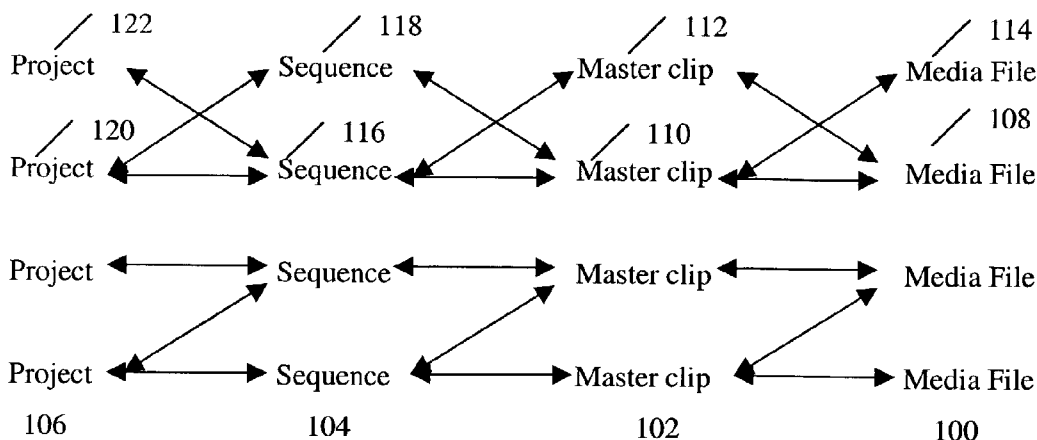 122 118 112 114
Project Sequence Master clip Media File
120 116 110 108
Project Sequence Master clip Media File
Project Sequence Master clip Media File
Project Sequence Master clip Media File
106 104 102 100